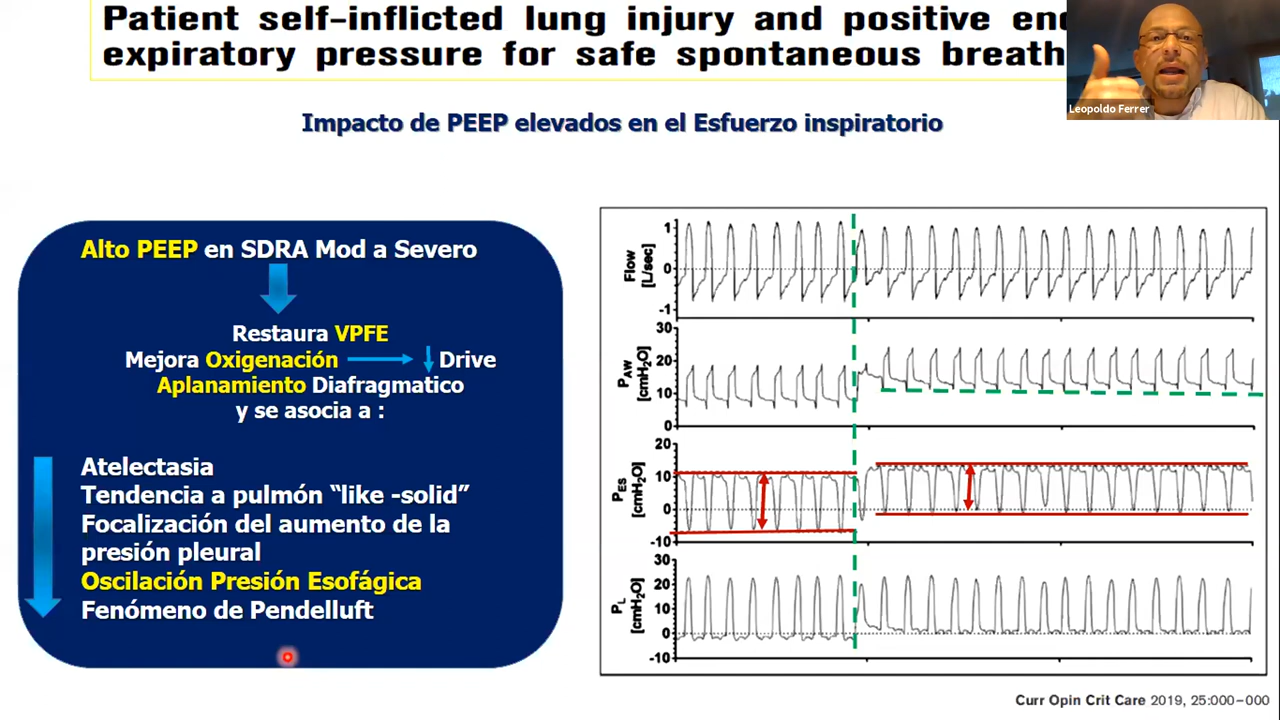 Patient self-inflicted lung injury and positive end
expiratory pressure for safe spontaneous breath
Leopoldo Ferrer
Impacto de PEEP elevados en el Esfuerzo inspiratorio
Alto PEEP en SDRA Mod a Severo
Restaura VPFE
Mejora Oxigenación Drive
Aplanamiento Diafragmatico
y se asocia a :
Atelectasia
Tendencia a pulmón “like -solid”
Focalización del aumento de la
presión pleural
Oscilación Presión Esofágica
Fenómeno de Pendelluft
Flow
[L/sec]
1
0
-1
PAW
[cmH2O]
30
20
10
0
PES
[cmH2O]
20
10
0
-10
PL
[cmH2O]
30
20
10
0
-10
Curr Opin Crit Care 2019, 25:000–000